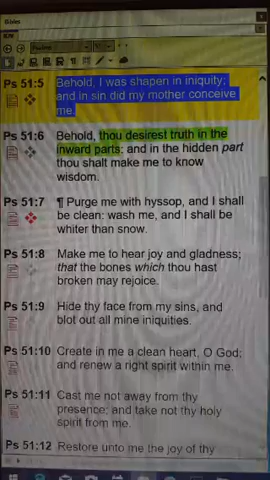 Ps 51:5 Behold, I was shapen in iniquity;
and in sin did my mother conceive
me.
Ps 51:6 Behold, thou desirest truth in the
inward parts: and in the hidden part
thou shalt make me to know
wisdom.
Ps 51:7 ¶ Purge me with hyssop, and I shall
be clean: wash me, and I shall be
whiter than snow.
Ps 51:8 Make me to hear joy and gladness;
that the bones which thou hast
broken may rejoice.
Ps 51:9 Hide thy face from my sins, and
blot out all mine iniquities.
Ps 51:10 Create in me a clean heart, O God;
and renew a right spirit within me.
Ps 51:11 Cast me not away from thy
presence; and take not thy holy
spirit from me.
Ps 51:12 Restore unto me the joy of thy